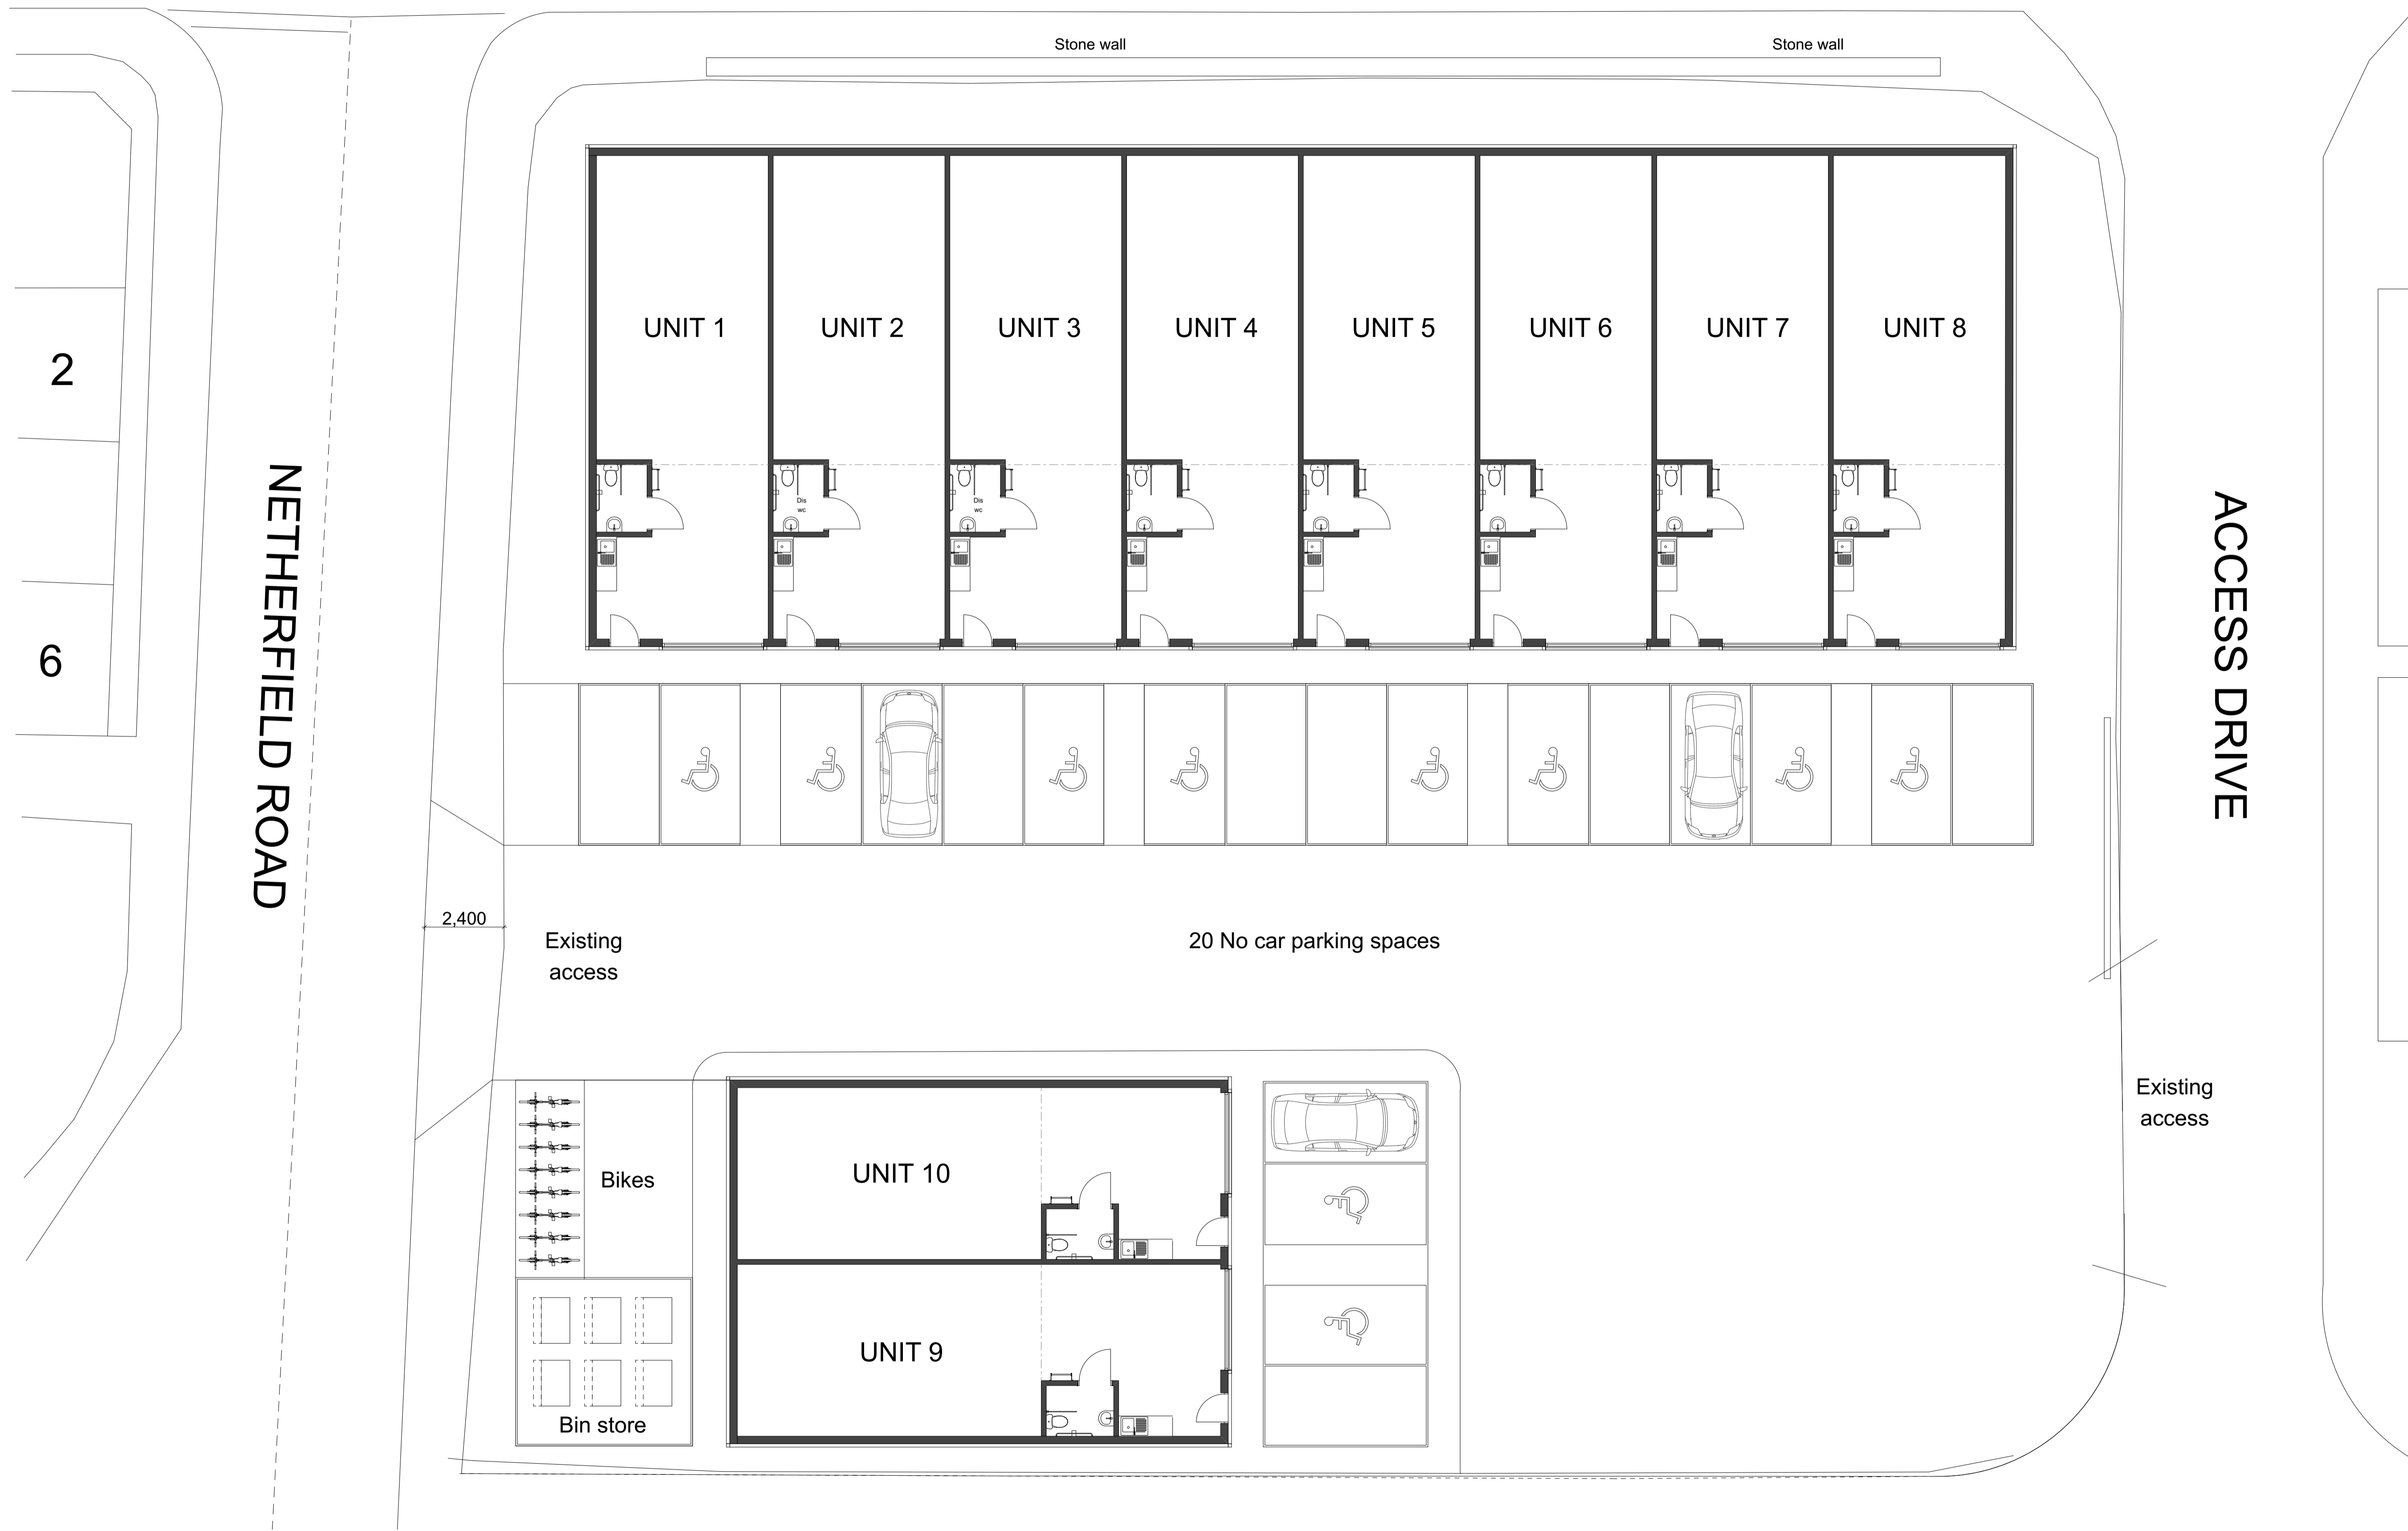 Stone wall
Stone wall
UNIT 1
UNIT 2
UNIT 3
UNIT 4
UNIT 5
UNIT 6
UNIT 7
UNIT 8
2
Dis
wc
Dis
wc
NETHERFIELD ROAD
ACCESS DRIVE
6
2,400
Existing
access
20 No car parking spaces
Existing
access
Bikes
UNIT 10
UNIT 9
Bin store